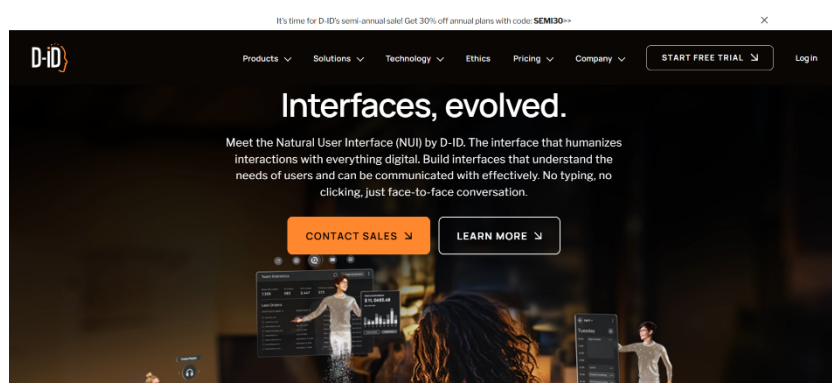 It's time for D-ID's semi-annual sale! Get 30% off annual plans with code: SEMI30>>
D-iD
Products
Solutions
Technology
Ethics
Pricing
Company
START FREE TRIAL
Log in
Interfaces, evolved.
Meet the Natural User Interface (NUI) by D-ID. The interface that humanizes
interactions with everything digital. Build interfaces that understand the
needs of users and can be communicated with effectively. No typing, no
clicking, just face-to-face conversation.
CONTACT SALES
LEARN MORE
Tuesday